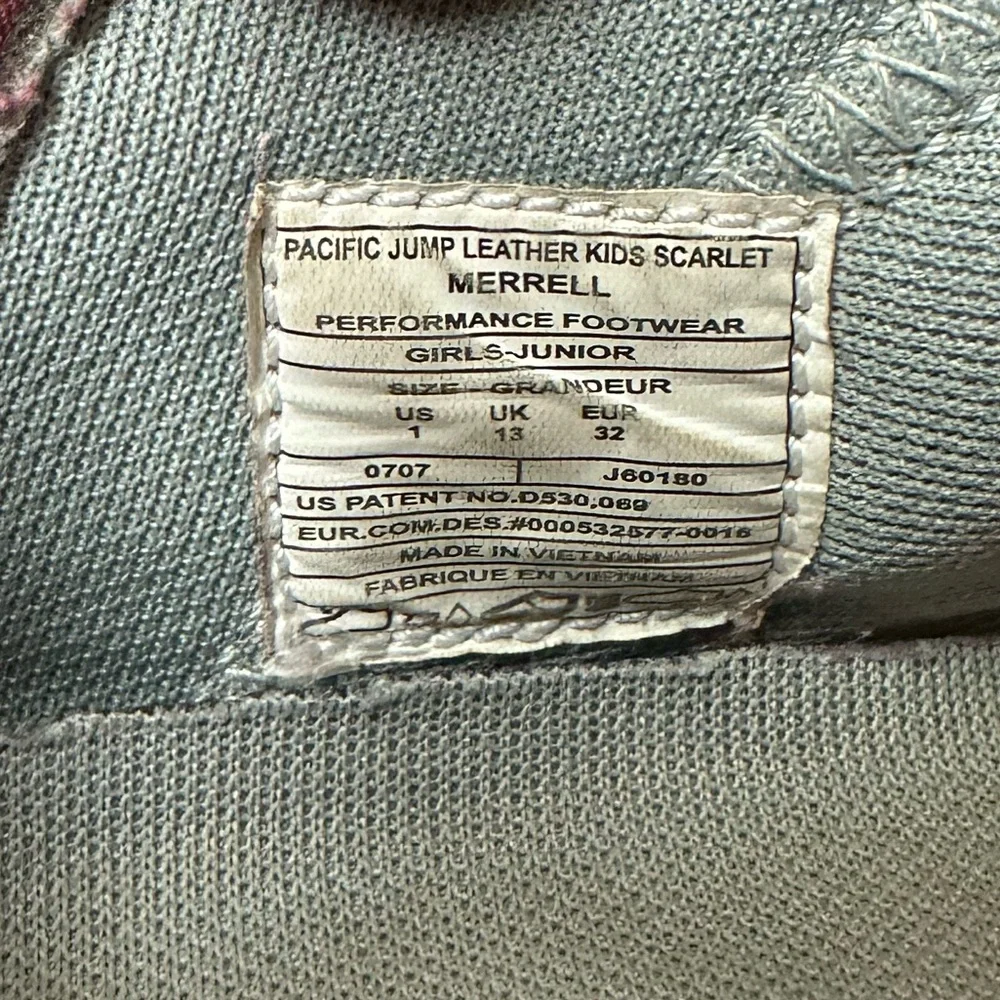 PACIFIC JUMP LEATHER KIDS SCARLET
MERRELL
PERFORMANCE FOOTWEAR
GIRLS-JUNIOR
SIZE - GRANDEUR
US UK EUR
1 13 32
0707 J60180
US PATENT NO.D530,069
EUR.COM.DES.#000532577-0016
MADE IN VIETNAM
FABRIQUE EN VIETNAM